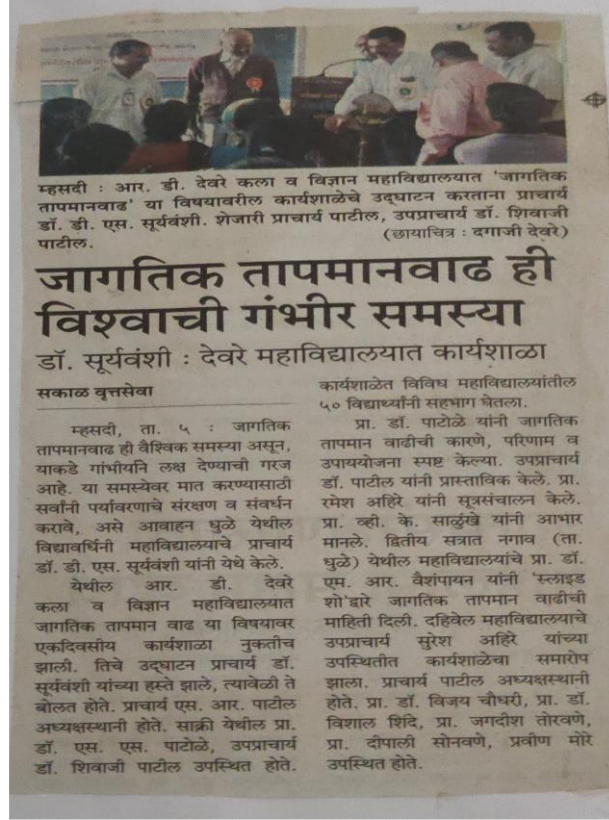 म्हसदी : आर. डी. देवरे कला व विज्ञान महाविद्यालयात 'जागतिक
तापमानवाढ' या विषयावरील कार्यशाळेचे उद्‌घाटन करताना प्राचार्य
डॉ. डी. एस. सूर्यवंशी. शेजारी प्राचार्य पाटील, उपप्राचार्य डॉ. शिवाजी
पाटील. (छायाचित्र : दगाजी देवरे)
जागतिक तापमानवाढ ही
विश्‍वाची गंभीर समस्या
डॉ. सूर्यवंशी : देवरे महाविद्यालयात कार्यशाळा
सकाळ वृत्तसेवा
म्हसदी, ता. ५ : जागतिक
तापमानवाढ ही वैश्विक समस्या असून,
याकडे गांभीर्याने लक्ष देण्याची गरज
आहे. या समस्येवर मात करण्यासाठी
सर्वांनी पर्यावरणाचे संरक्षण व संवर्धन
करावे, असे आवाहन धुळे येथील
विद्यावर्धिनी महाविद्यालयाचे प्राचार्य
डॉ. डी. एस. सूर्यवंशी यांनी येथे केले.
येथील आर. डी. देवरे
कला व विज्ञान महाविद्यालयात
जागतिक तापमान वाढ या विषयावर
एकदिवसीय कार्यशाळा नुकतीच
झाली. तिचे उद्‌घाटन प्राचार्य डॉ.
सूर्यवंशी यांच्या हस्ते झाले, त्यावेळी ते
बोलत होते. प्राचार्य एस. आर. पाटील
अध्यक्षस्थानी होते. साक्री येथील प्रा.
डॉ. एस. एस. पाटोळे, उपप्राचार्य
डॉ. शिवाजी पाटील उपस्थित होते.
कार्यशाळेत विविध महाविद्यालयांतील
५० विद्यार्थ्यांनी सहभाग घेतला.
प्रा. डॉ. पाटोळे यांनी जागतिक
तापमान वाढीची कारणे, परिणाम व
उपाययोजना स्पष्ट केल्या. उपप्राचार्य
डॉ. पाटील यांनी प्रास्ताविक केले. प्रा.
रमेश अहिरे यांनी सूत्रसंचालन केले.
प्रा. व्ही. के. साळुंखे यांनी आभार
मानले. द्वितीय सत्रात नगाव (ता.
धुळे) येथील महाविद्यालयांचे प्रा. डॉ.
एम. आर. वैशंपायन यांनी 'स्लाइड
शो'द्वारे जागतिक तापमान वाढीची
माहिती दिली. दहिवेल महाविद्यालयाचे
उपप्राचार्य सुरेश अहिरे यांच्या
उपस्थितीत कार्यशाळेचा समारोप
झाला. प्राचार्य पाटील अध्यक्षस्थानी
होते. प्रा. डॉ. विजय चौधरी, प्रा. डॉ.
विशाल शिंदे, प्रा. जगदीश तोरवणे,
प्रा. दीपाली सोनवणे, प्रवीण मोरे
उपस्थित होते.